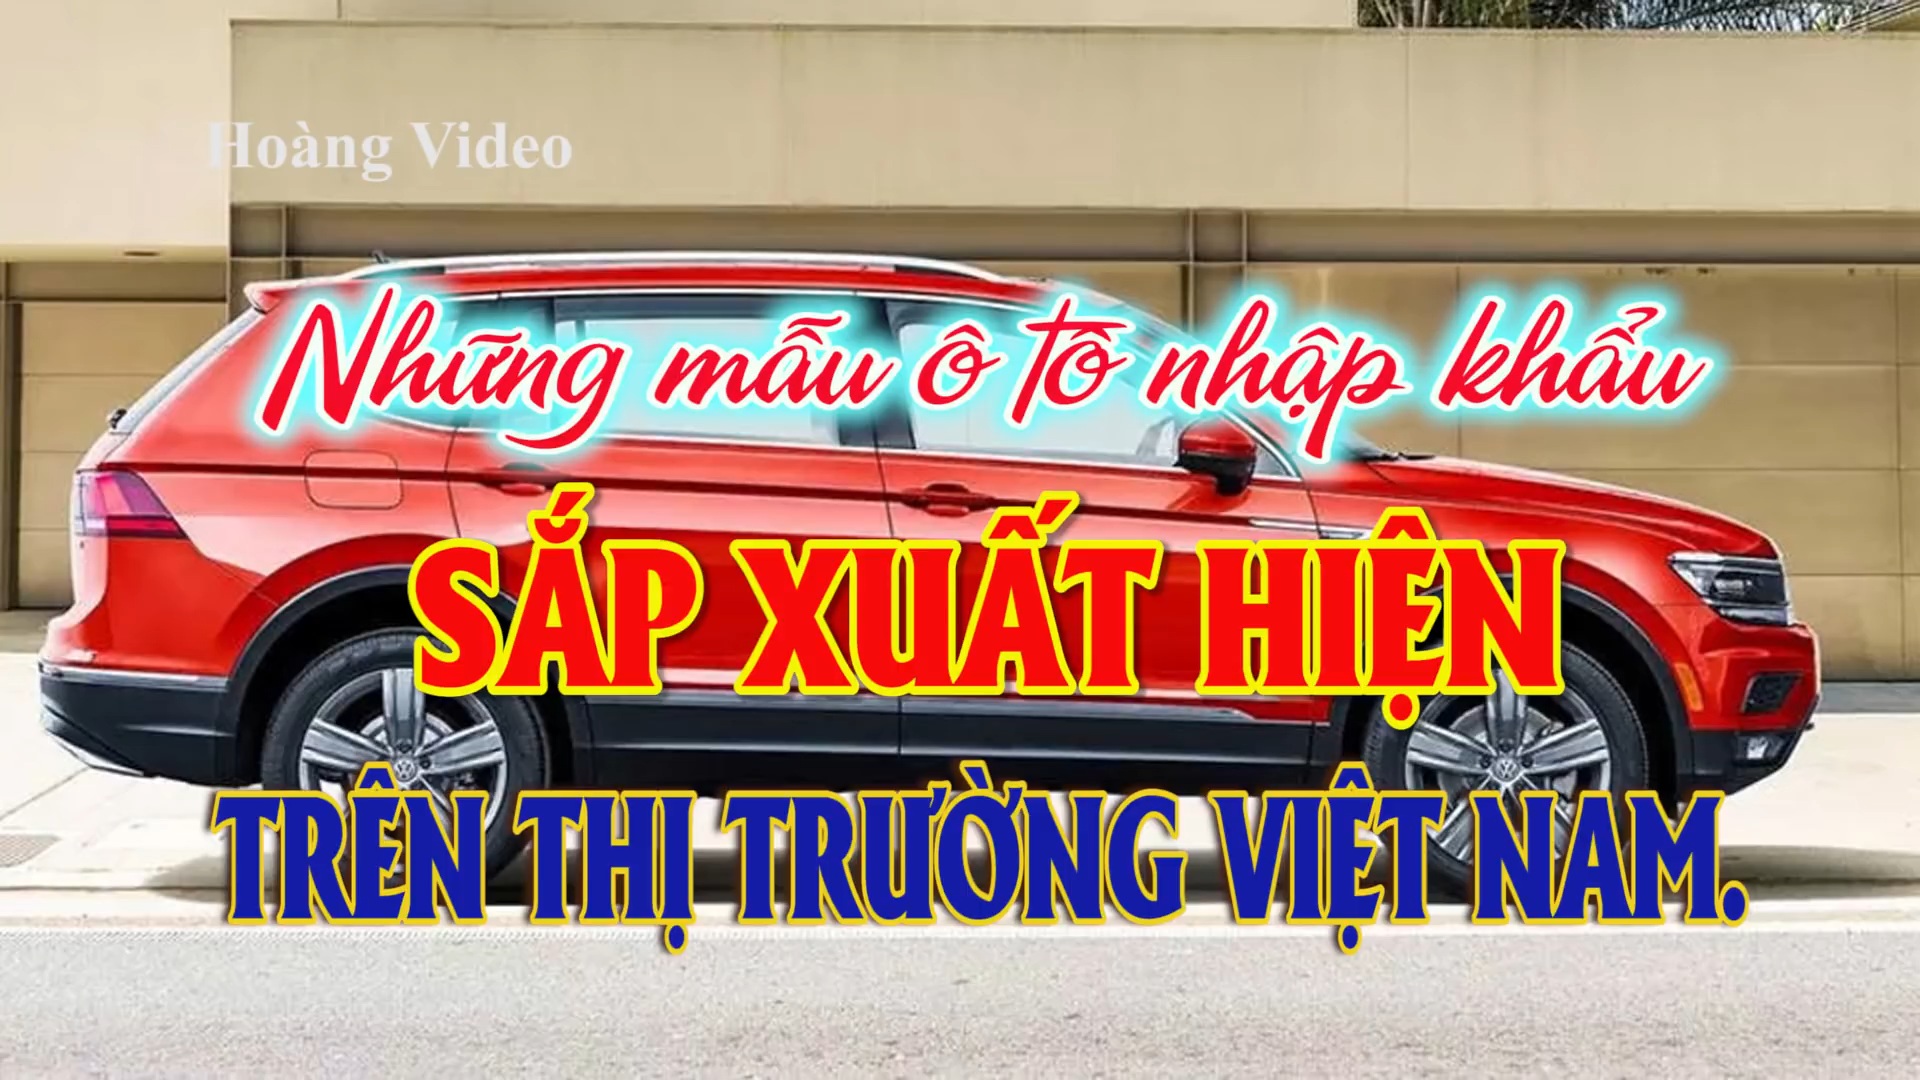 Hoàng Video
Những mẫu ô tô nhập khẩu
SẮP XUẤT HIỆN
TRÊN THỊ TRƯỜNG VIỆT NAM.